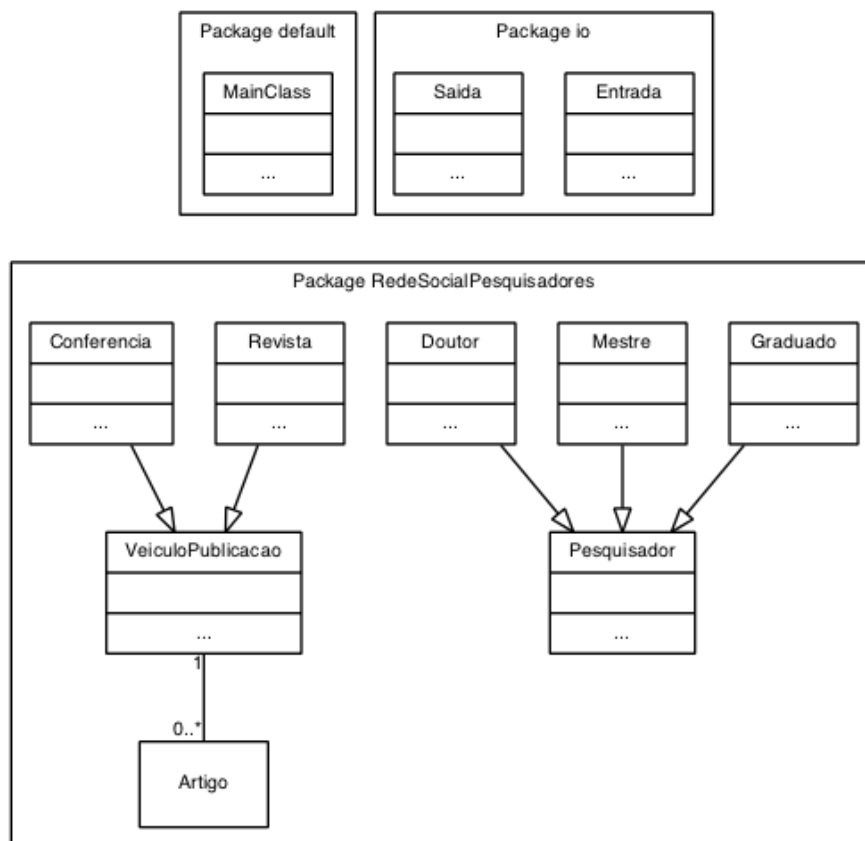 Package default
Package io
MainClass
...
Saida
...
Entrada
...
Package RedeSocialPesquisadores
Conferencia
...
Revista
...
Doutor
...
Mestre
...
Graduado
...
VeiculoPublicacao
...
Pesquisador
...
1
0..*
Artigo